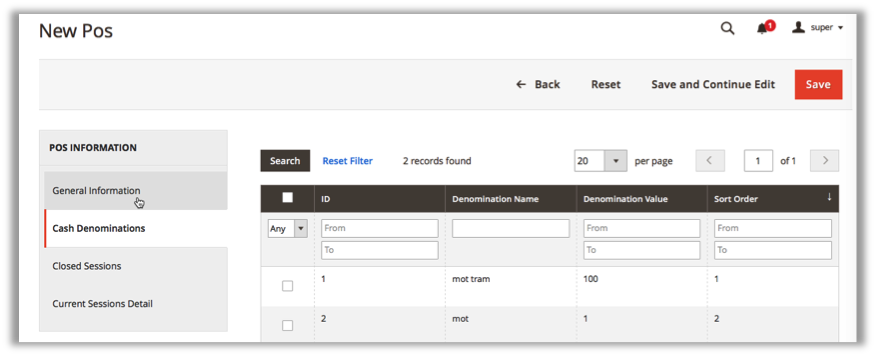 New Pos
1
super
Back
Reset
Save and Continue Edit
Save
POS INFORMATION
General Information
Cash Denominations
Closed Sessions
Current Sessions Detail
Search
Reset Filter
2 records found
20
per page
1
of 1
ID
Denomination Name
Denomination Value
Sort Order
Any
From
From
From
To
To
To
1
mot tram
100
1
2
mot
1
2